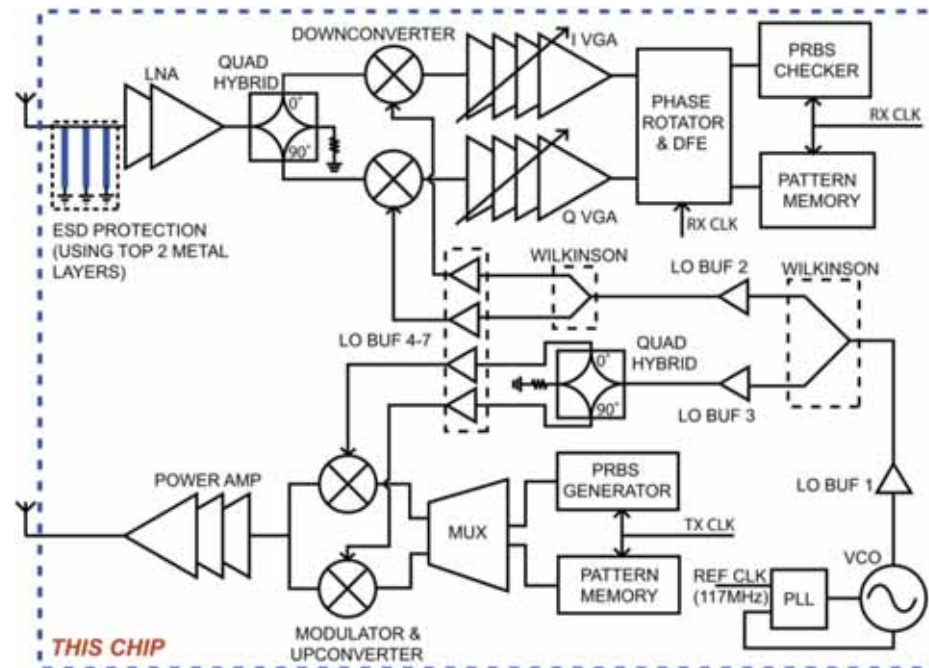 DOWNCONVERTER
I VGA
LNA
QUAD
HYBRID
0°
90°
PRBS
CHECKER
PHASE
ROTATOR
& DFE
RX CLK
PATTERN
MEMORY
Q VGA
RX CLK
ESD PROTECTION
(USING TOP 2 METAL
LAYERS)
WILKINSON
LO BUF 2
WILKINSON
LO BUF 4-7
QUAD
HYBRID
0°
90°
LO BUF 3
POWER AMP
PRBS
GENERATOR
LO BUF 1
MUX
TX CLK
VCO
PATTERN
MEMORY
REF CLK
(117MHz)
PLL
MODULATOR &
UPCONVERTER
THIS CHIP